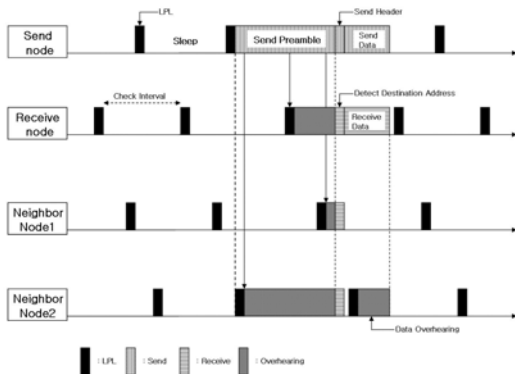 LPL
Send Header
Send node
Sleep
Send Preamble
Send Data
Check Interval
Detect Destination Address
Receive node
Receive Data
Neighbor Node1
Neighbor Node2
Data Overhearing
: LPL
: Send
: Receive
: Overhearing